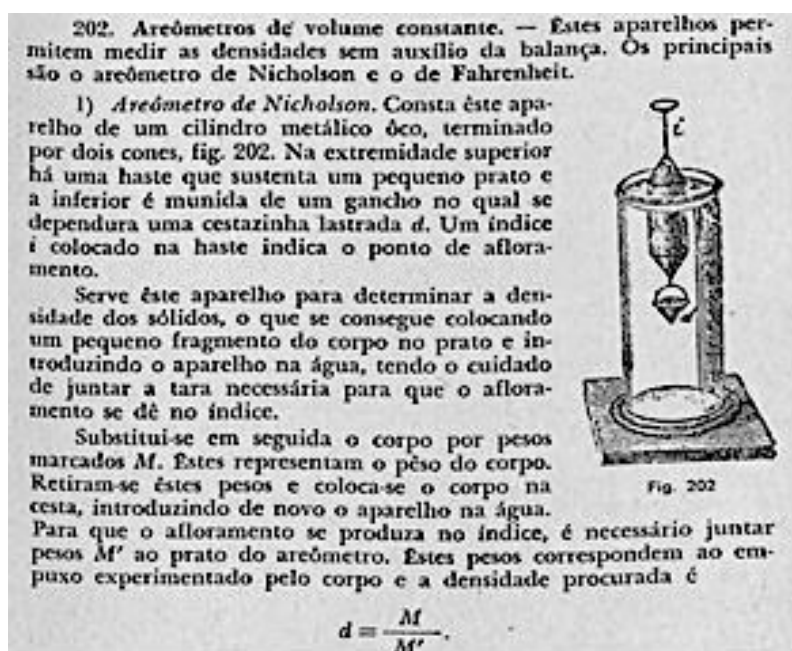 202. Areômetros de volume constante. — Êstes aparelhos per-
mitem medir as densidades sem auxílio da balança. Os principais
são o areômetro de Nicholson e o de Fahrenheit.
1) Areômetro de Nicholson. Consta êste apa-
relho de um cilindro metálico ôco, terminado
por dois cones, fig. 202. Na extremidade superior
há uma haste que sustenta um pequeno prato e
a inferior é munida de um gancho no qual se
dependura uma cestazinha lastrada d. Um índice
i colocado na haste indica o ponto de aflora-
mento.
Serve êste aparelho para determinar a den-
sidade dos sólidos, o que se consegue colocando
um pequeno fragmento do corpo no prato e in-
troduzindo o aparelho na água, tendo o cuidado
de juntar a tara necessária para que o aflora-
mento se dê no índice.
Substitui-se em seguida o corpo por pesos
marcados M. Êstes representam o pêso do corpo.
Retiram-se êstes pesos e coloca-se o corpo na
cesta, introduzindo de novo o aparelho na água.
Para que o afloramento se produza no índice, é necessário juntar
pesos M' ao prato do areômetro. Êstes pesos correspondem ao em-
puxo experimentado pelo corpo e a densidade procurada é
d = M / M' .
i
Fig. 202